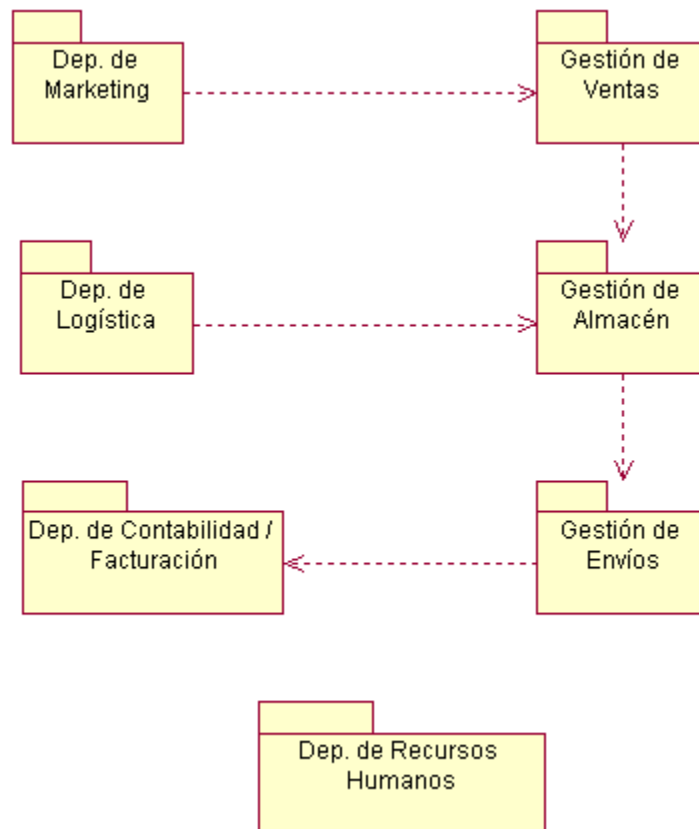 Dep. de
Marketing
Gestión de
Ventas
Dep. de
Logística
Gestión de
Almacén
Dep. de Contabilidad /
Facturación
Gestión de
Envíos
Dep. de Recursos
Humanos